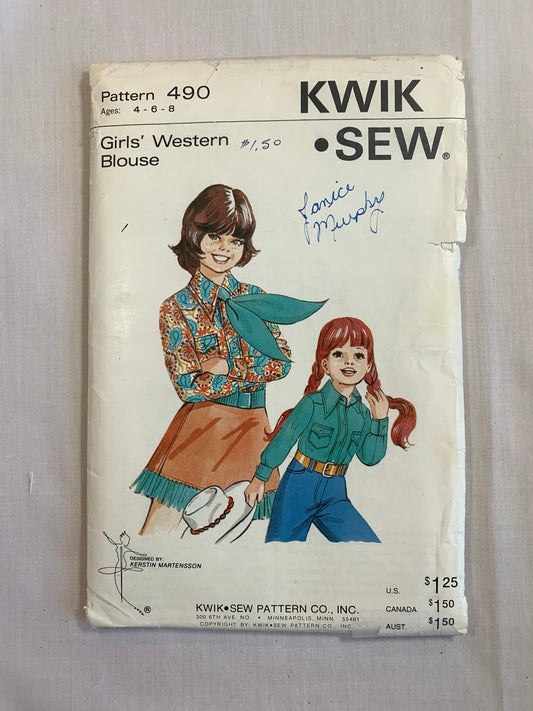 Pattern 490
Ages: 4-6-8
Girls' Western
Blouse
$1.50
KWIK
•SEW®
Janice
Murphy
DESIGNED BY:
KERSTIN MARTENSSON
®
KWIK•SEW PATTERN CO., INC.
300 6TH AVE. NO. • MINNEAPOLIS, MINN. 55401
COPYRIGHT BY: KWIK•SEW PATTERN CO., INC.
U.S. $1 25
CANADA $1 50
AUST. $1 50